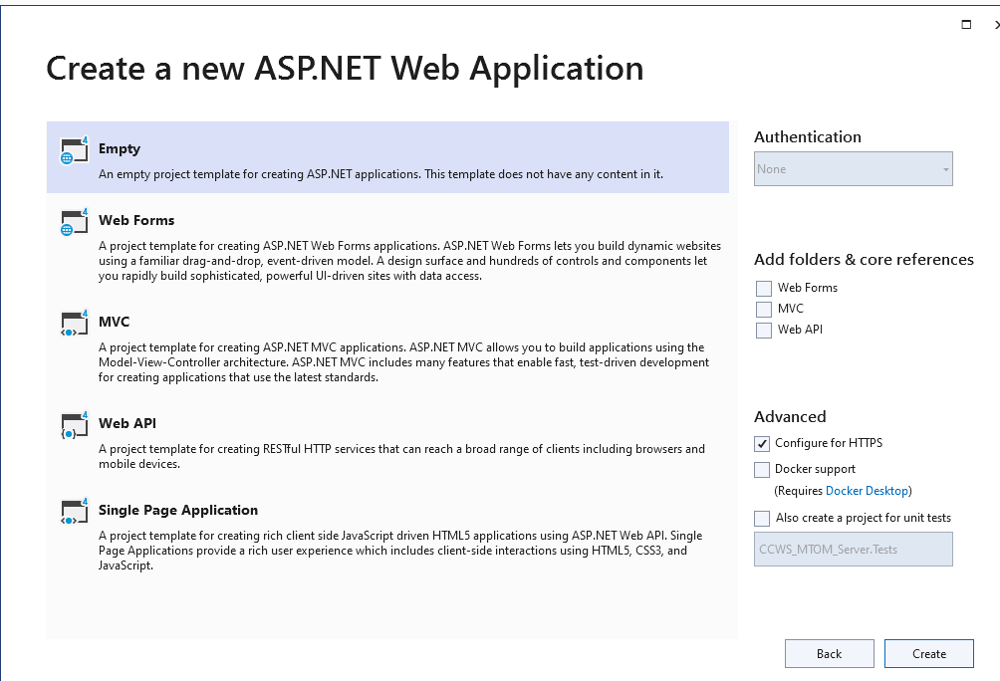 Create a new ASP.NET Web Application
Empty
An empty project template for creating ASP.NET applications. This template does not have any content in it.
Web Forms
A project template for creating ASP.NET Web Forms applications. ASP.NET Web Forms lets you build dynamic websites
using a familiar drag-and-drop, event-driven model. A design surface and hundreds of controls and components let
you rapidly build sophisticated, powerful UI-driven sites with data access.
MVC
A project template for creating ASP.NET MVC applications. ASP.NET MVC allows you to build applications using the
Model-View-Controller architecture. ASP.NET MVC includes many features that enable fast, test-driven development
for creating applications that use the latest standards.
Web API
A project template for creating RESTful HTTP services that can reach a broad range of clients including browsers and
mobile devices.
Single Page Application
A project template for creating rich client side JavaScript driven HTML5 applications using ASP.NET Web API. Single
Page Applications provide a rich user experience which includes client-side interactions using HTML5, CSS3, and
JavaScript.
Authentication
None
Add folders & core references
Web Forms
MVC
Web API
Advanced
Configure for HTTPS
Docker support
(Requires Docker Desktop)
Also create a project for unit tests
CCWS_MTOM_Server.Tests
Back
Create